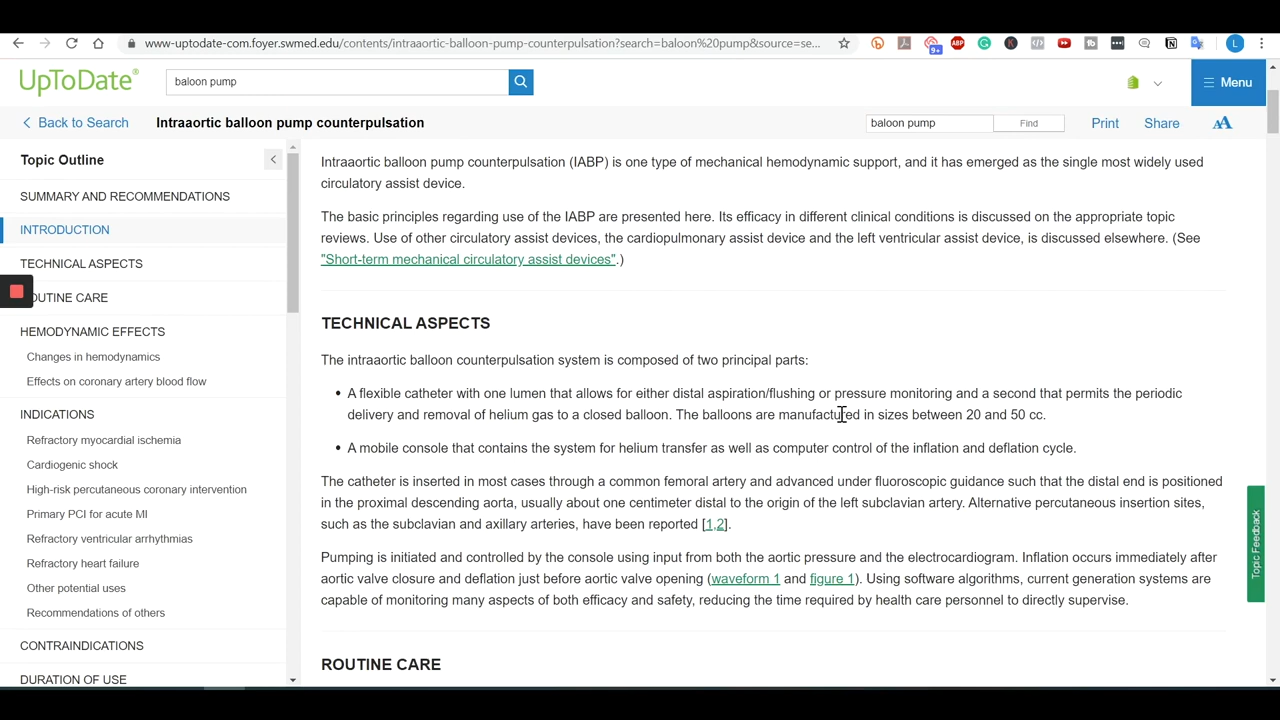 www-uptodate-com.foyer.swmed.edu/contents/intraaortic-balloon-pump-counterpulsation?search=baloon%20pump&source=se...
9+
ABP
L
UpToDate®
baloon pump
Menu
Back to Search
Intraaortic balloon pump counterpulsation
baloon pump
Find
Print
Share
AA
Topic Outline
SUMMARY AND RECOMMENDATIONS
INTRODUCTION
TECHNICAL ASPECTS
OUTINE CARE
HEMODYNAMIC EFFECTS
Changes in hemodynamics
Effects on coronary artery blood flow
INDICATIONS
Refractory myocardial ischemia
Cardiogenic shock
High-risk percutaneous coronary intervention
Primary PCI for acute MI
Refractory ventricular arrhythmias
Refractory heart failure
Other potential uses
Recommendations of others
CONTRAINDICATIONS
DURATION OF USE
Intraaortic balloon pump counterpulsation (IABP) is one type of mechanical hemodynamic support, and it has emerged as the single most widely used
circulatory assist device.
The basic principles regarding use of the IABP are presented here. Its efficacy in different clinical conditions is discussed on the appropriate topic
reviews. Use of other circulatory assist devices, the cardiopulmonary assist device and the left ventricular assist device, is discussed elsewhere. (See
"Short-term mechanical circulatory assist devices".)
TECHNICAL ASPECTS
The intraaortic balloon counterpulsation system is composed of two principal parts:
• A flexible catheter with one lumen that allows for either distal aspiration/flushing or pressure monitoring and a second that permits the periodic
delivery and removal of helium gas to a closed balloon. The balloons are manufactured in sizes between 20 and 50 cc.
• A mobile console that contains the system for helium transfer as well as computer control of the inflation and deflation cycle.
The catheter is inserted in most cases through a common femoral artery and advanced under fluoroscopic guidance such that the distal end is positioned
in the proximal descending aorta, usually about one centimeter distal to the origin of the left subclavian artery. Alternative percutaneous insertion sites,
such as the subclavian and axillary arteries, have been reported [1,2].
Pumping is initiated and controlled by the console using input from both the aortic pressure and the electrocardiogram. Inflation occurs immediately after
aortic valve closure and deflation just before aortic valve opening (waveform 1 and figure 1). Using software algorithms, current generation systems are
capable of monitoring many aspects of both efficacy and safety, reducing the time required by health care personnel to directly supervise.
ROUTINE CARE
Topic Feedback